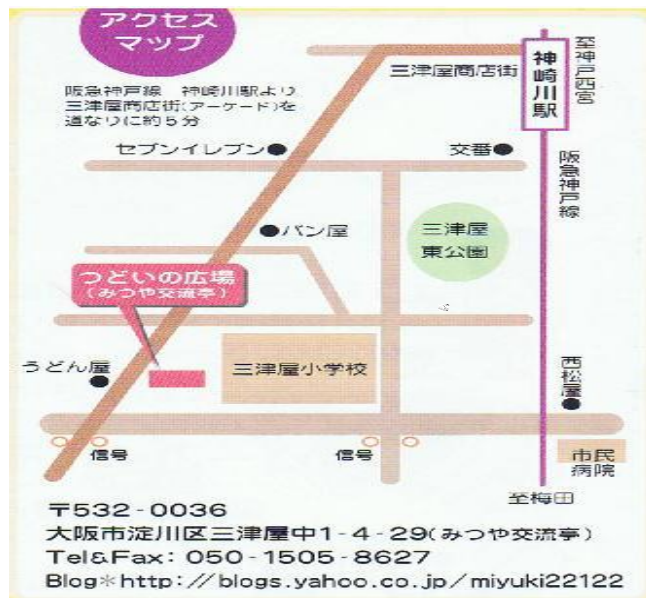 アクセス
マップ
阪急神戸線 神崎川駅より
三津屋商店街(アーケード)を
道なりに約5分
三津屋商店街
神崎川駅
至神戸西宮
阪急神戸線
セブンイレブン
交番
パン屋
三津屋
東公園
つどいの広場
(みつや交流亭)
うどん屋
三津屋小学校
西松屋
信号
信号
市民
病院
至梅田
〒532-0036
大阪市淀川区三津屋中1-4-29(みつや交流亭)
Tel&Fax: 050-1505-8627
Blog*http://blogs.yahoo.co.jp/miyuki22122